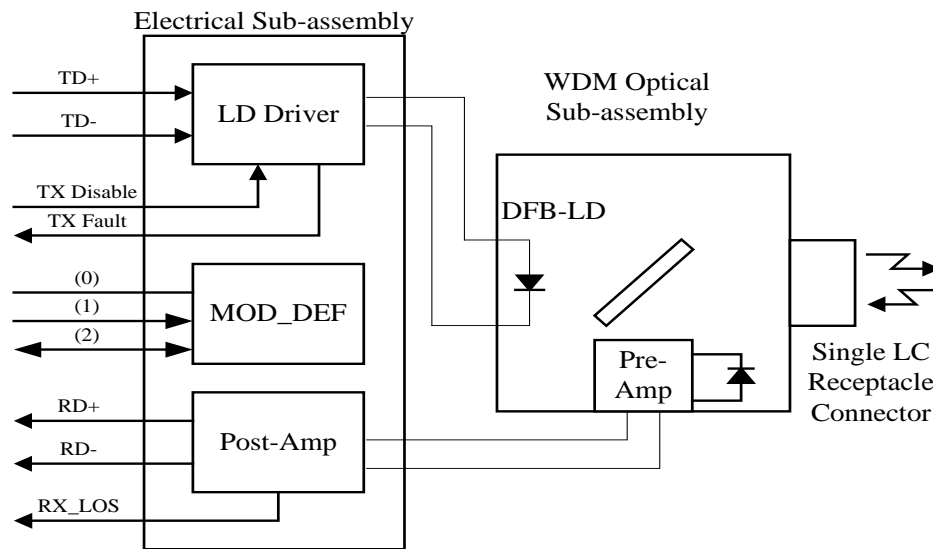 Electrical Sub-assembly
TD+
TD-
TX Disable
TX Fault
(0)
(1)
(2)
RD+
RD-
RX_LOS
LD Driver
MOD_DEF
Post-Amp
WDM Optical
Sub-assembly
DFB-LD
Pre-
Amp
Single LC
Receptacle
Connector